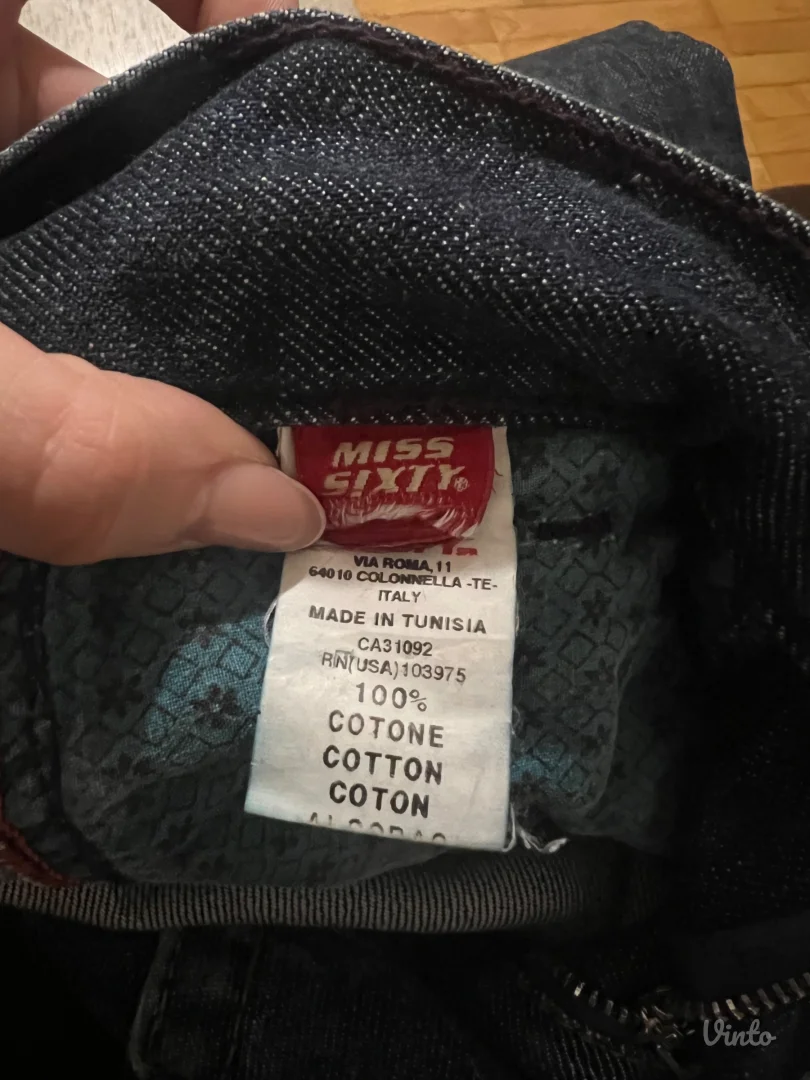 MISS
SIXTY®
VIA ROMA, 11
64010 COLONNELLA -TE-
ITALY
MADE IN TUNISIA
CA31092
RN(USA)103975
100%
COTONE
COTTON
COTON
Vinto